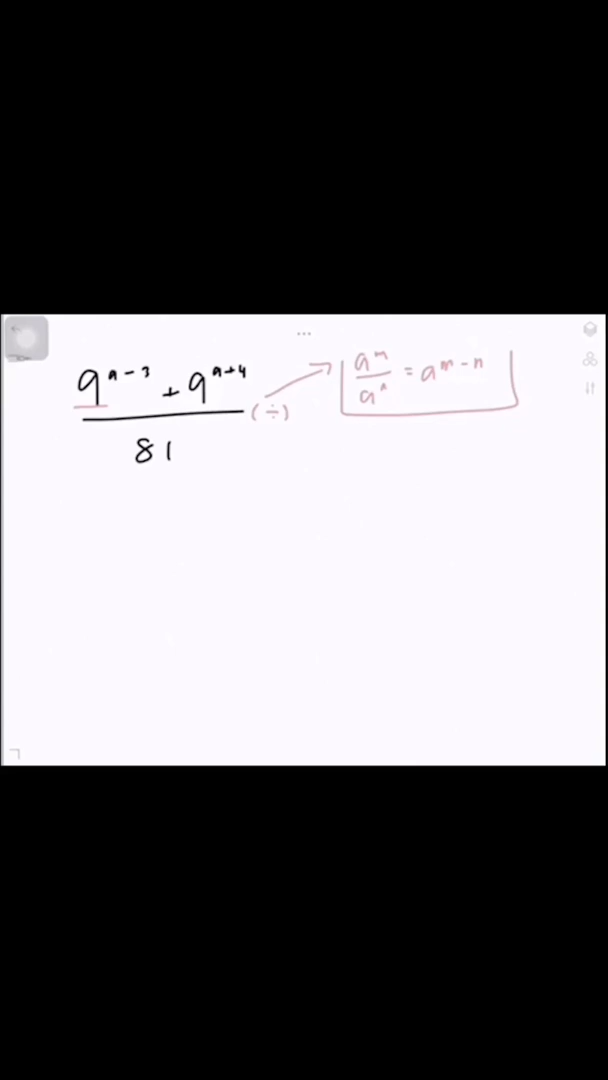 9^(n-3) + 9^(n+4)
81
(÷)
a^m
a^n
= a^(m-n)